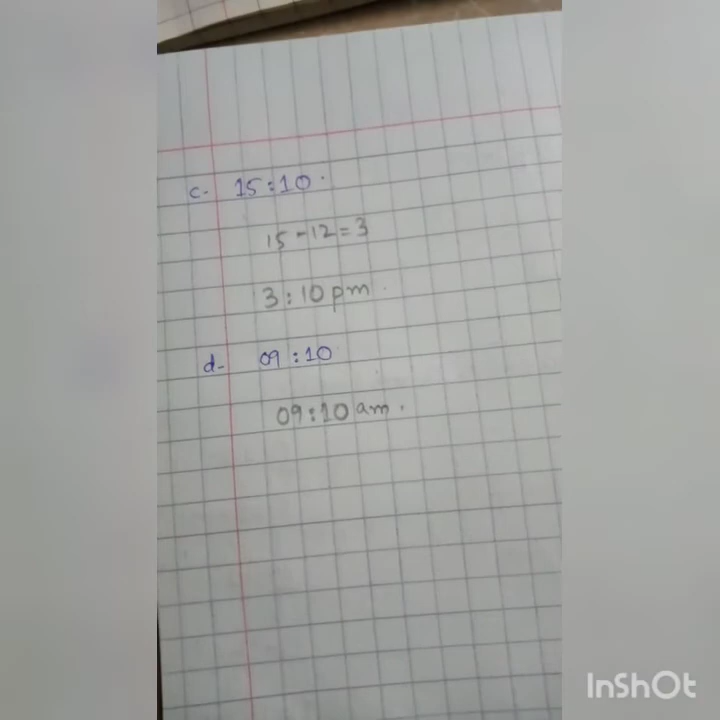 c- 15:10.
15-12=3
3:10 pm.
d- 09:10
09:10 am.
InShOt